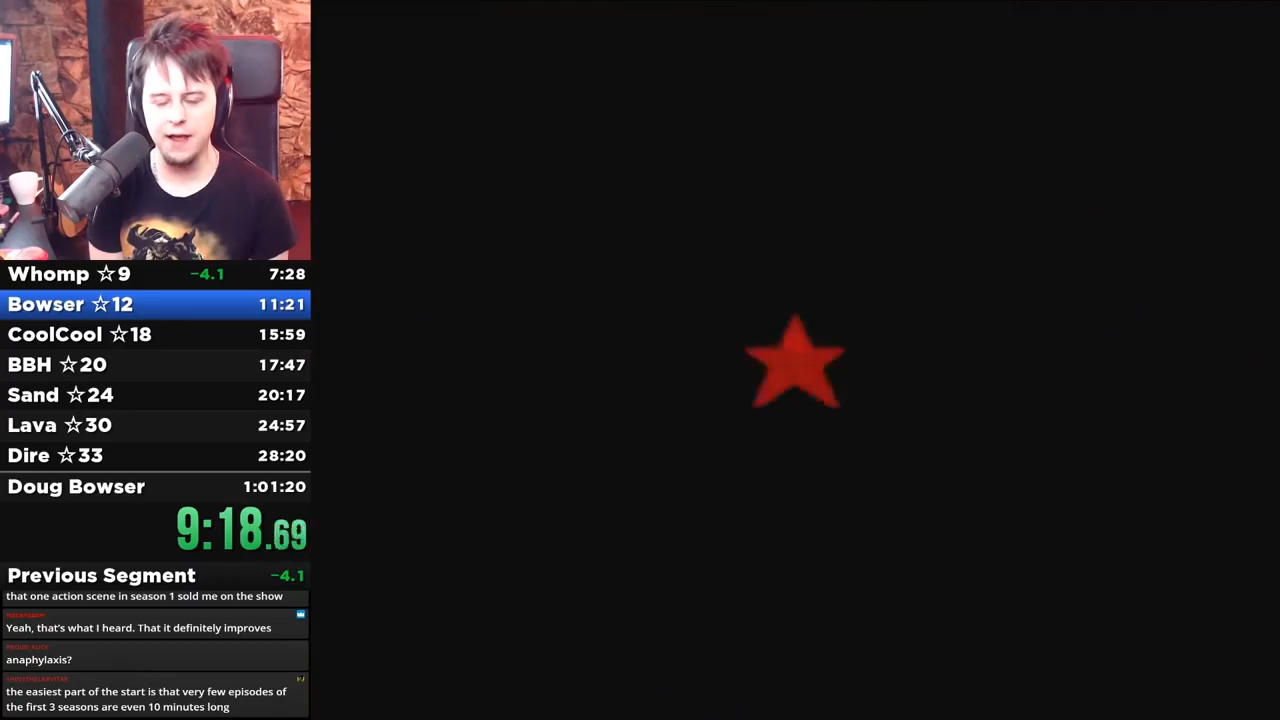 Whomp ☆9 −4.1 7:28
Bowser ☆12 11:21
CoolCool ☆18 15:59
BBH ☆20 17:47
Sand ☆24 20:17
Lava ☆30 24:57
Dire ☆33 28:20
Doug Bowser 1:01:20
9:18.69
Previous Segment −4.1
that one action scene in season 1 sold me on the show
Yeah, that's what I heard. That it definitely improves
anaphylaxis?
the easiest part of the start is that very few episodes of
the first 3 seasons are even 10 minutes long